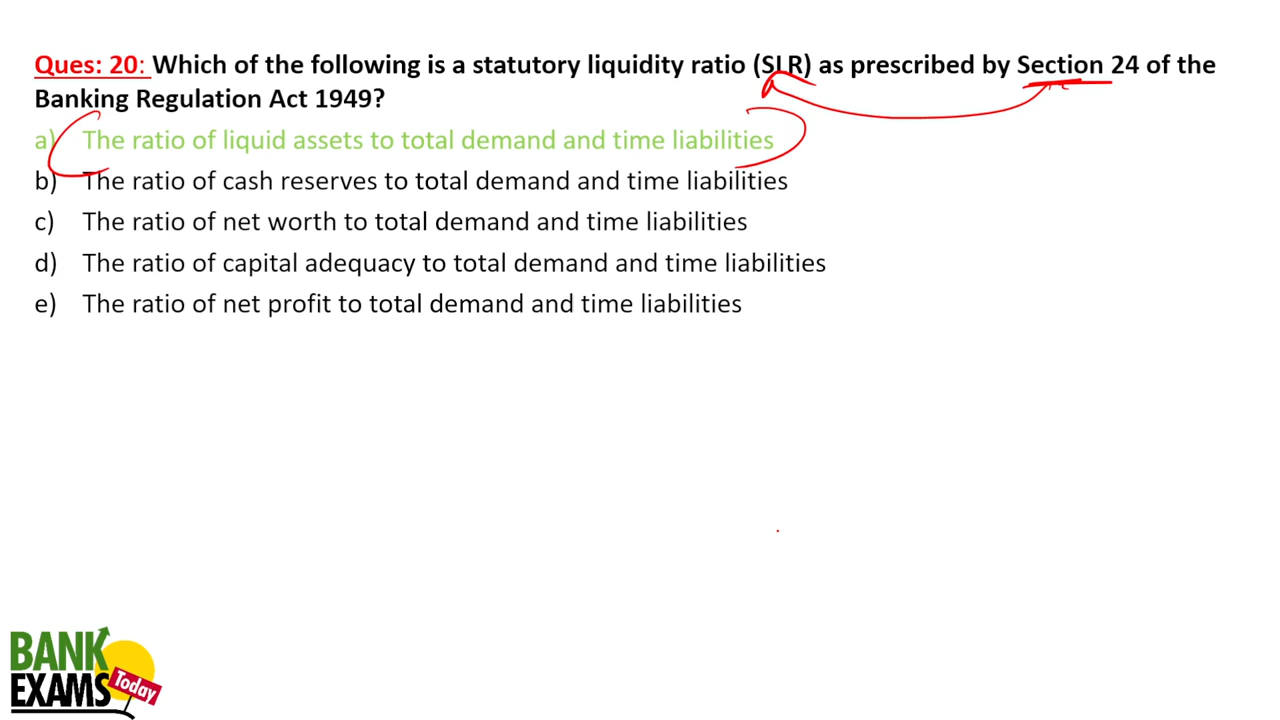 Ques: 20: Which of the following is a statutory liquidity ratio (SLR) as prescribed by Section 24 of the
Banking Regulation Act 1949?
a) The ratio of liquid assets to total demand and time liabilities
b) The ratio of cash reserves to total demand and time liabilities
c) The ratio of net worth to total demand and time liabilities
d) The ratio of capital adequacy to total demand and time liabilities
e) The ratio of net profit to total demand and time liabilities
BANK
EXAMS
Today